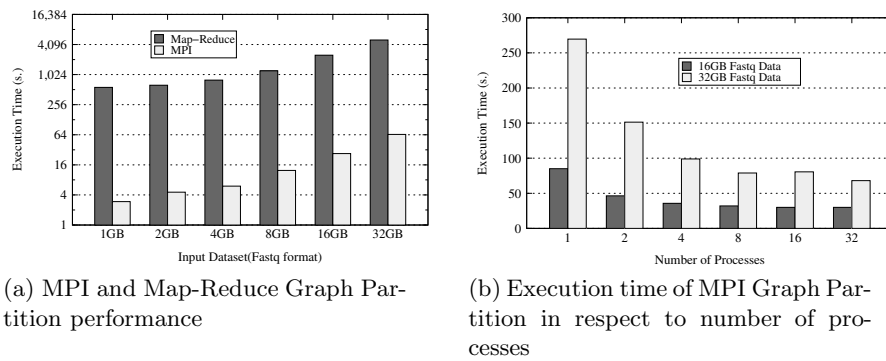 16,384
4,096
1,024
256
64
16
4
1
Execution Time (s.)
Map-Reduce
MPI
1GB 2GB 4GB 8GB 16GB 32GB
Input Dataset(Fastq format)
(a) MPI and Map-Reduce Graph Par-
tition performance
300
250
200
150
100
50
0
Execution Time (s.)
16GB Fastq Data
32GB Fastq Data
1 2 4 8 16 32
Number of Processes
(b) Execution time of MPI Graph Par-
tition in respect to number of pro-
cesses